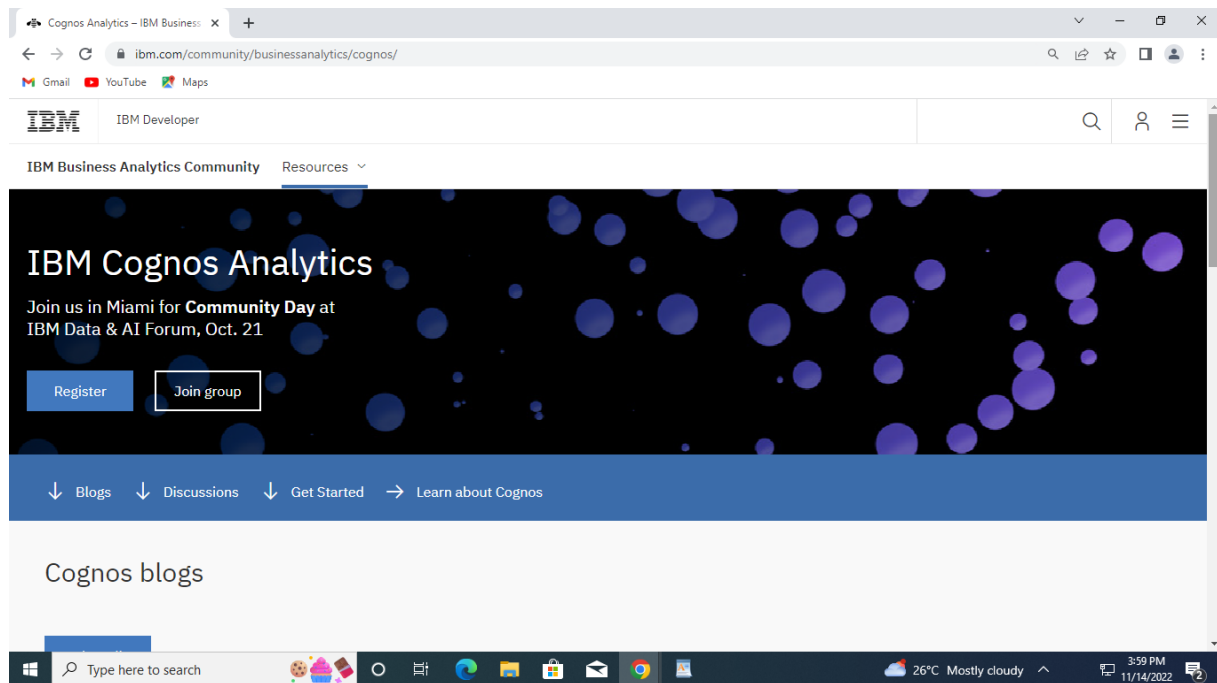 Cognos Analytics – IBM Business
ibm.com/community/businessanalytics/cognos/
Gmail YouTube Maps
IBM IBM Developer
IBM Business Analytics Community Resources
IBM Cognos Analytics
Join us in Miami for Community Day at
IBM Data & AI Forum, Oct. 21
Register Join group
Blogs Discussions Get Started Learn about Cognos
Cognos blogs
Type here to search 26°C Mostly cloudy 3:59 PM
11/14/2022 2